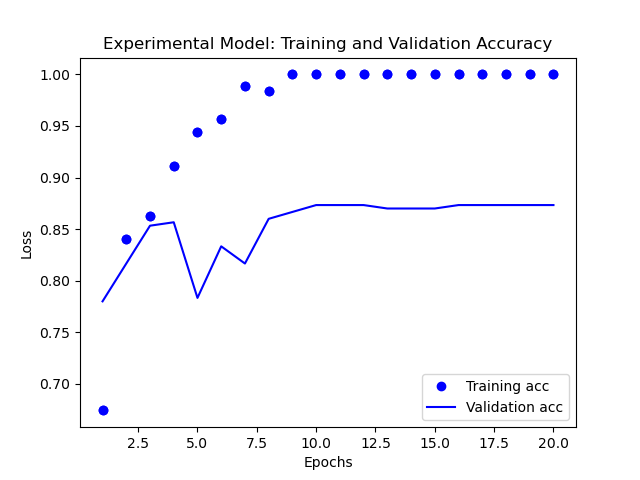 Experimental Model: Training and Validation Accuracy
1.00
0.95
0.90
0.85
0.80
0.75
0.70
Loss
Training acc
Validation acc
2.5 5.0 7.5 10.0 12.5 15.0 17.5 20.0
Epochs